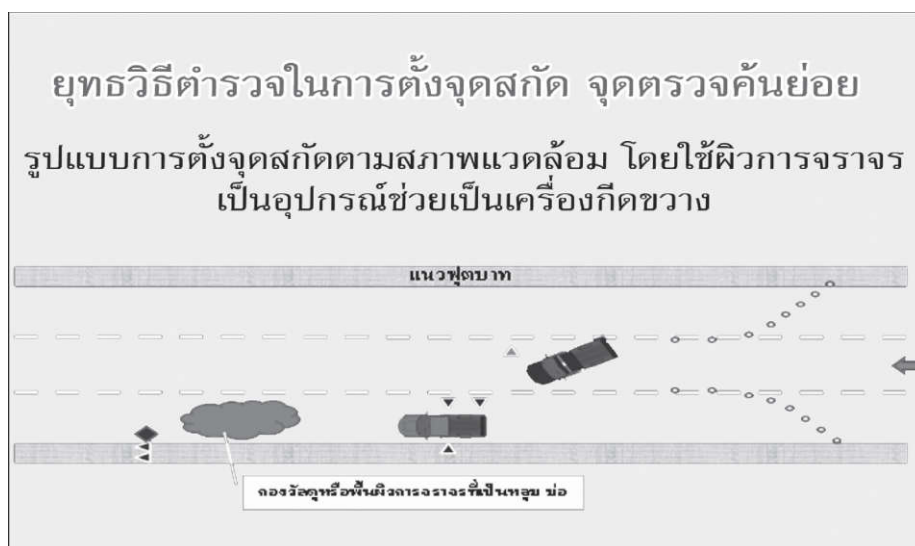 ยุทธวิธีตำรวจในการตั้งจุดสกัด จุดตรวจค้นย่อย
รูปแบบการตั้งจุดสกัดตามสภาพแวดล้อม โดยใช้ผิวการจราจร
เป็นอุปกรณ์ช่วยเป็นเครื่องกีดขวาง
แนวฟุตบาท
กองวัสดุหรือพื้นผิวการจราจรที่เป็นหลุม บ่อ